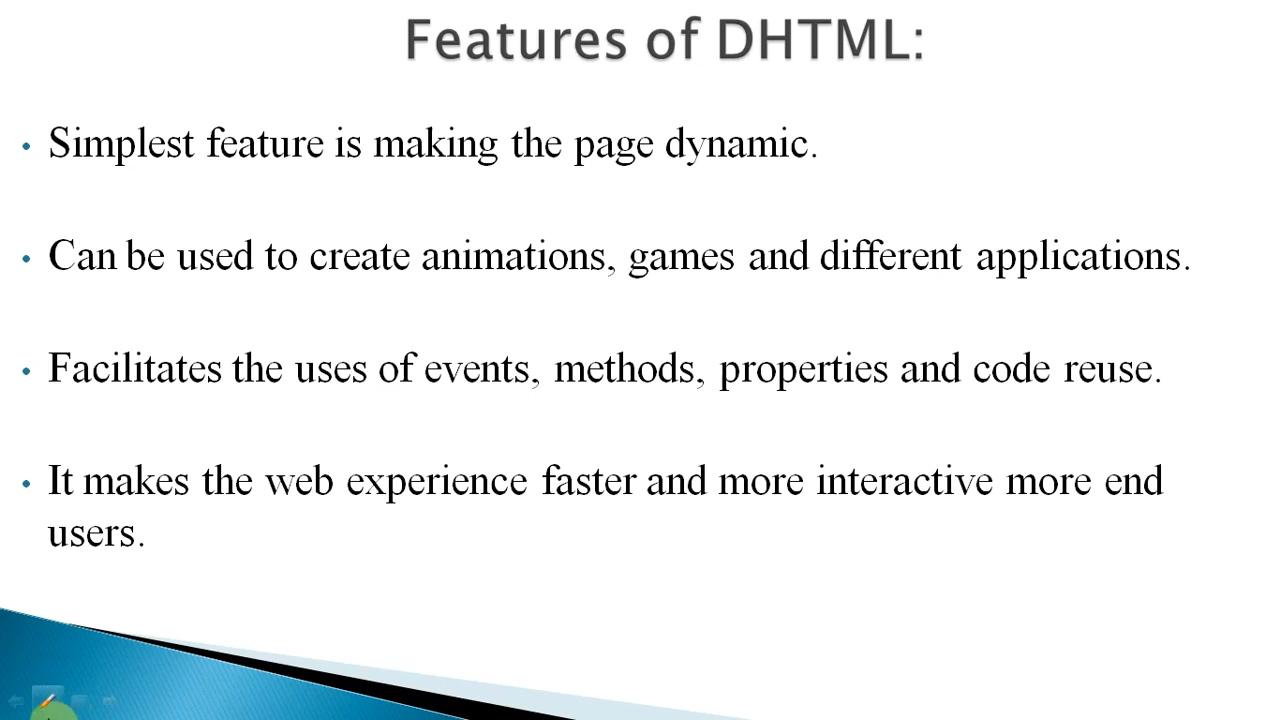 Features of DHTML:
• Simplest feature is making the page dynamic.
• Can be used to create animations, games and different applications.
• Facilitates the uses of events, methods, properties and code reuse.
• It makes the web experience faster and more interactive more end
users.